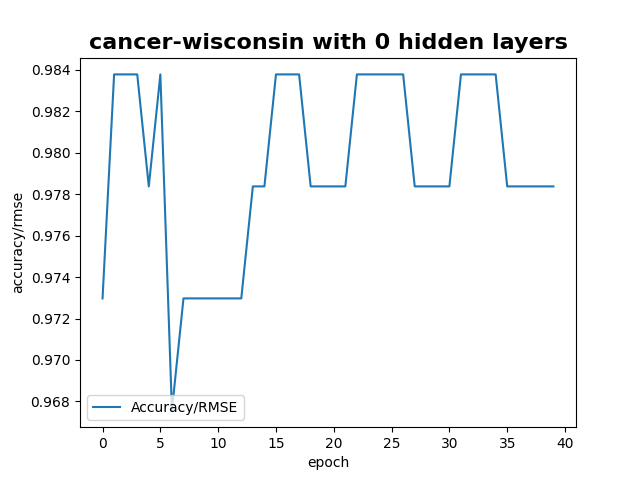 cancer-wisconsin with 0 hidden layers
0.984
0.982
0.980
0.978
0.976
0.974
0.972
0.970
0.968
accuracy/rmse
Accuracy/RMSE
0 5 10 15 20 25 30 35 40
epoch